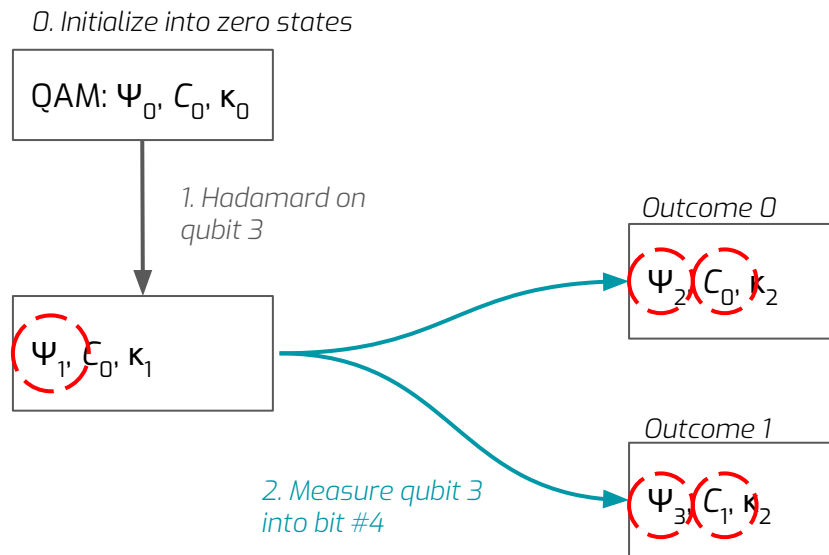 0. Initialize into zero states
QAM: Ψ₀, C₀, κ₀
1. Hadamard on
qubit 3
Outcome 0
Ψ₂, C₀, κ₂
Ψ₁, C₀, κ₁
Outcome 1
2. Measure qubit 3
into bit #4
Ψ₃, C₁, κ₂